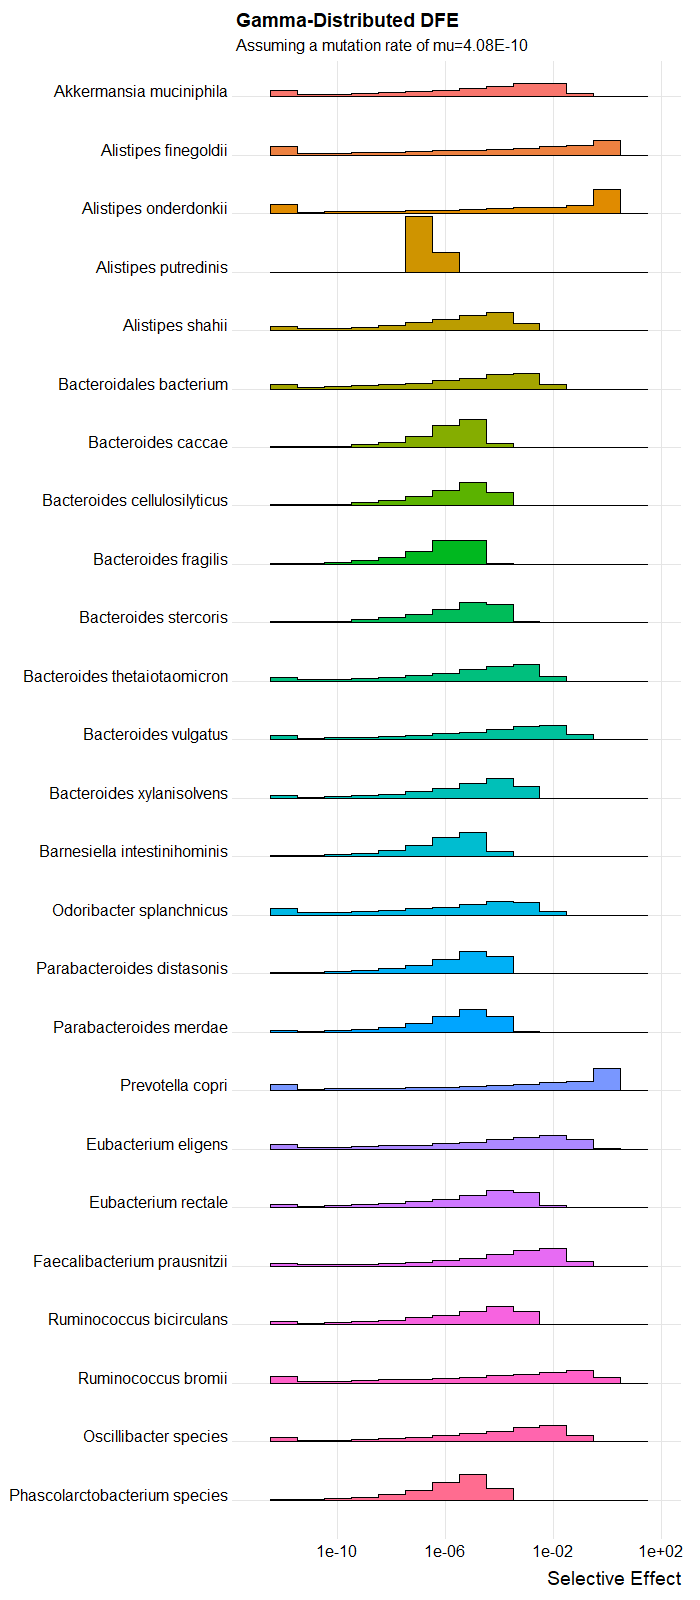 Gamma-Distributed DFE
Assuming a mutation rate of mu=4.08E-10
Akkermansia muciniphila
Alistipes finegoldii
Alistipes onderdonkii
Alistipes putredinis
Alistipes shahii
Bacteroidales bacterium
Bacteroides caccae
Bacteroides cellulosilyticus
Bacteroides fragilis
Bacteroides stercoris
Bacteroides thetaiotaomicron
Bacteroides vulgatus
Bacteroides xylanisolvens
Barnesiella intestinihominis
Odoribacter splanchnicus
Parabacteroides distasonis
Parabacteroides merdae
Prevotella copri
Eubacterium eligens
Eubacterium rectale
Faecalibacterium prausnitzii
Ruminococcus bicirculans
Ruminococcus bromii
Oscillibacter species
Phascolarctobacterium species
1e-10 1e-06 1e-02 1e+02
Selective Effect